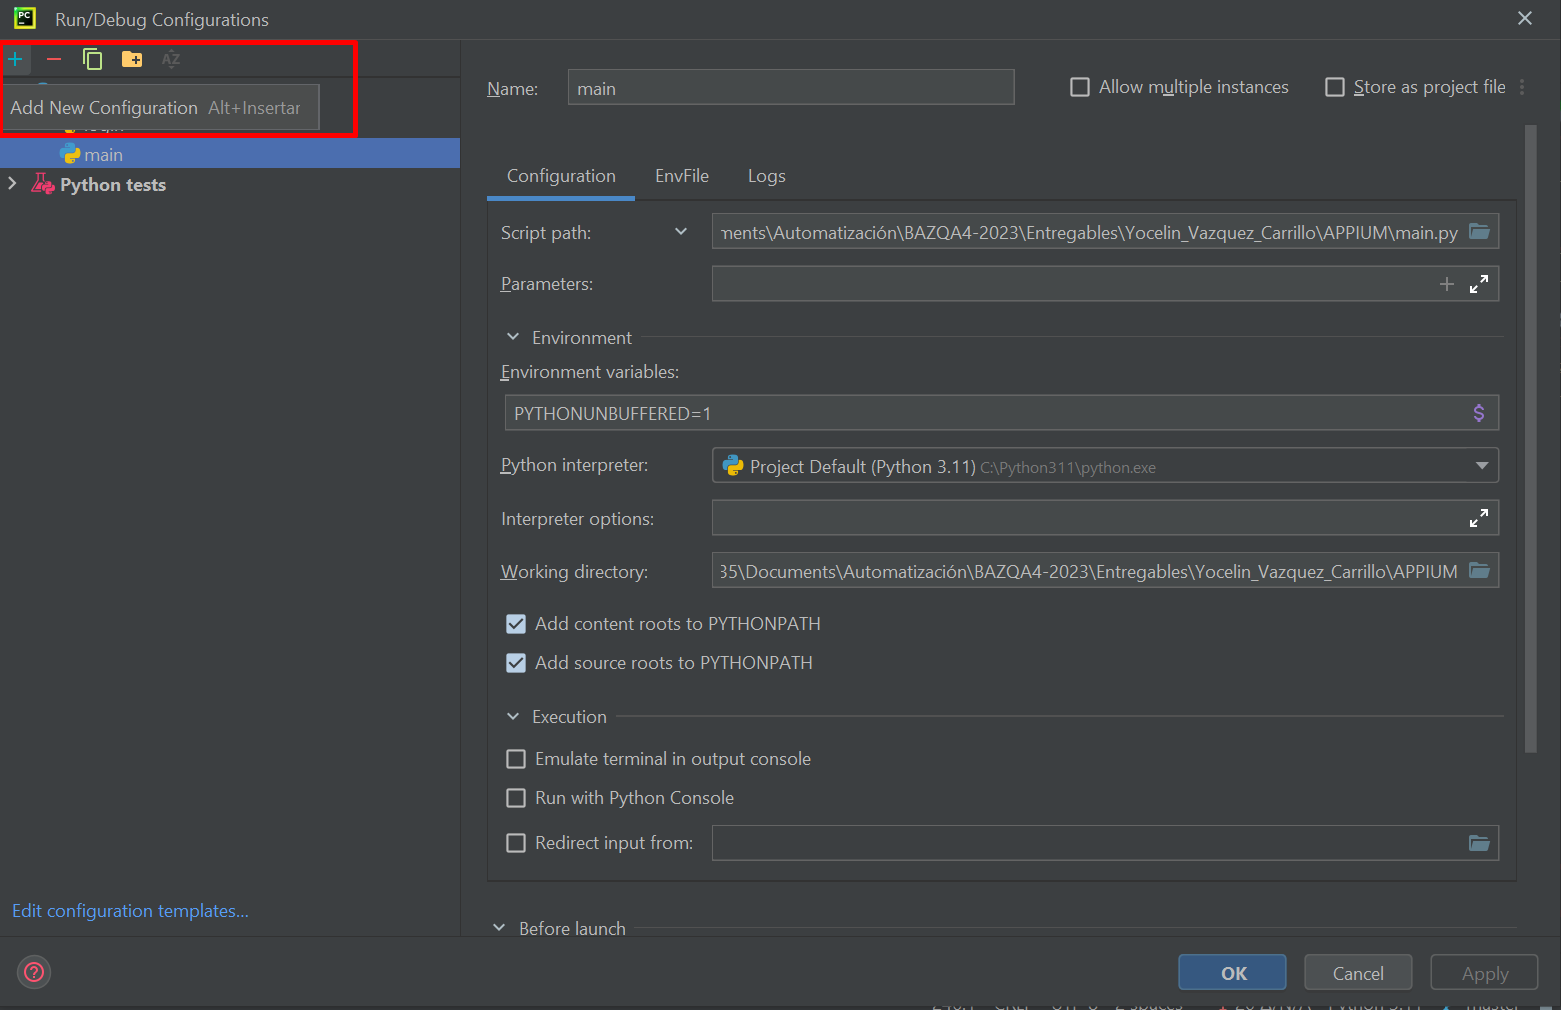 PC
Run/Debug Configurations
AZ
Add New Configuration Alt+Insertar
main
Python tests
Edit configuration templates...
Name: main
Allow multiple instances
Store as project file
Configuration EnvFile Logs
Script path: ments\Automatización\BAZQA4-2023\Entregables\Yocelin_Vazquez_Carrillo\APPIUM\main.py
Parameters:
Environment
Environment variables:
PYTHONUNBUFFERED=1
Python interpreter: Project Default (Python 3.11) C:\Python311\python.exe
Interpreter options:
Working directory: 35\Documents\Automatización\BAZQA4-2023\Entregables\Yocelin_Vazquez_Carrillo\APPIUM
Add content roots to PYTHONPATH
Add source roots to PYTHONPATH
Execution
Emulate terminal in output console
Run with Python Console
Redirect input from:
Before launch
OK Cancel Apply